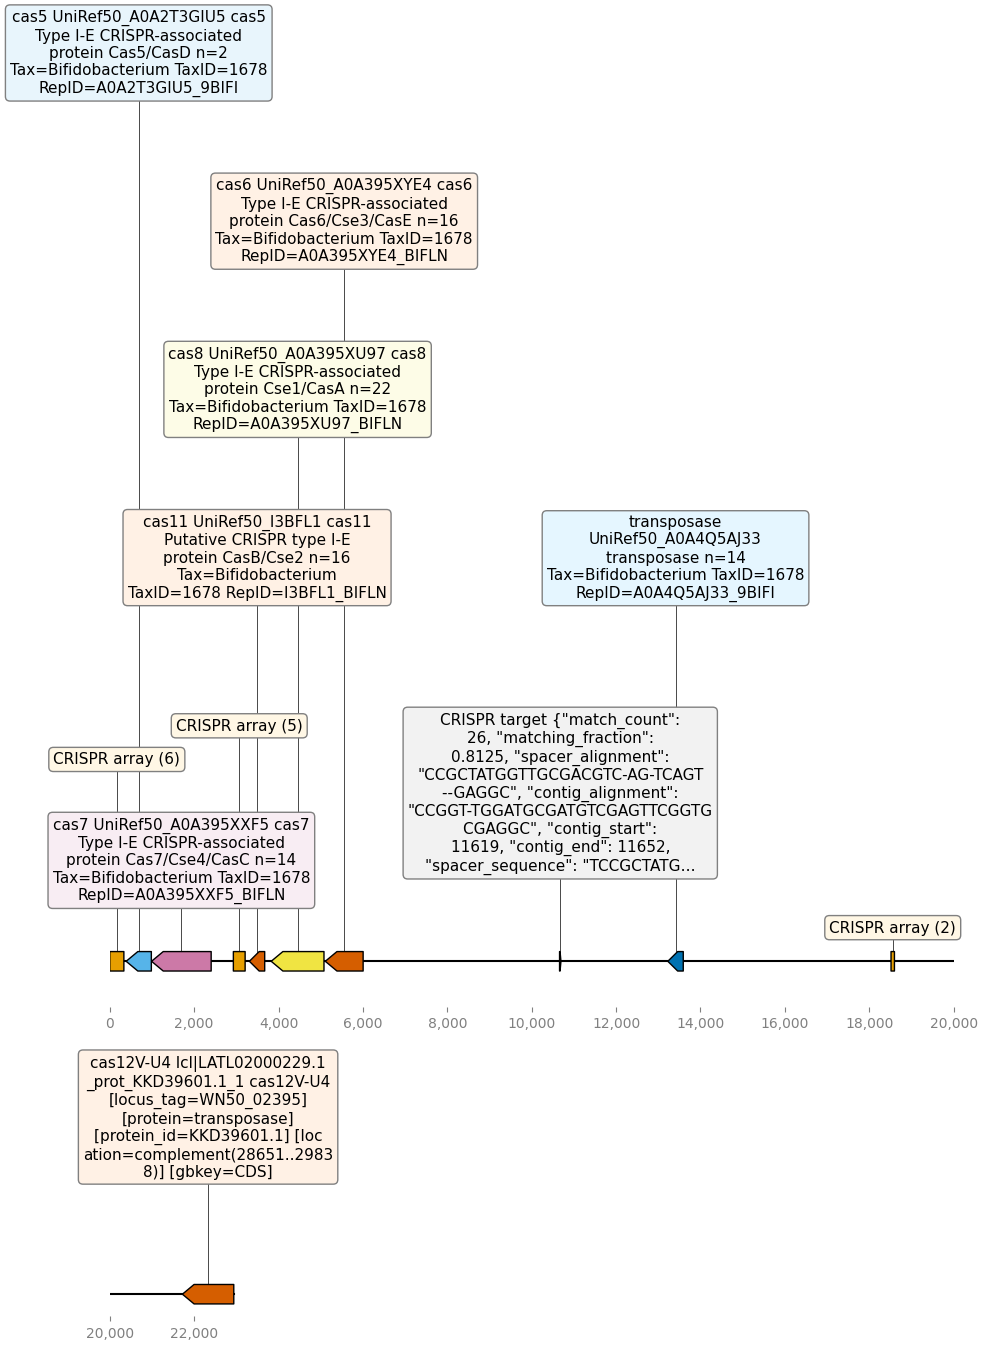 cas5 UniRef50_A0A2T3GIU5 cas5
Type I-E CRISPR-associated
protein Cas5/CasD n=2
Tax=Bifidobacterium TaxID=1678
RepID=A0A2T3GIU5_9BIFI
cas6 UniRef50_A0A395XYE4 cas6
Type I-E CRISPR-associated
protein Cas6/Cse3/CasE n=16
Tax=Bifidobacterium TaxID=1678
RepID=A0A395XYE4_BIFLN
cas8 UniRef50_A0A395XU97 cas8
Type I-E CRISPR-associated
protein Cse1/CasA n=22
Tax=Bifidobacterium TaxID=1678
RepID=A0A395XU97_BIFLN
cas11 UniRef50_I3BFL1 cas11
Putative CRISPR type I-E
protein CasB/Cse2 n=16
Tax=Bifidobacterium
TaxID=1678 RepID=I3BFL1_BIFLN
transposase
UniRef50_A0A4Q5AJ33
transposase n=14
Tax=Bifidobacterium TaxID=1678
RepID=A0A4Q5AJ33_9BIFI
CRISPR array (5)
CRISPR array (6)
CRISPR target {"match_count":
26, "matching_fraction":
0.8125, "spacer_alignment":
"CCGCTATGGTTGCGACGTC-AG-TCAGT
--GAGGC", "contig_alignment":
"CCGGT-TGGATGCGATGTCGAGTTCGGTG
CGAGGC", "contig_start":
11619, "contig_end": 11652,
"spacer_sequence": "TCCGCTATG...
cas7 UniRef50_A0A395XXF5 cas7
Type I-E CRISPR-associated
protein Cas7/Cse4/CasC n=14
Tax=Bifidobacterium TaxID=1678
RepID=A0A395XXF5_BIFLN
CRISPR array (2)
0 2,000 4,000 6,000 8,000 10,000 12,000 14,000 16,000 18,000 20,000
cas12V-U4 lcl|LATL02000229.1
_prot_KKD39601.1_1 cas12V-U4
[locus_tag=WN50_02395]
[protein=transposase]
[protein_id=KKD39601.1] [loc
ation=complement(28651..2983
8)] [gbkey=CDS]
20,000 22,000